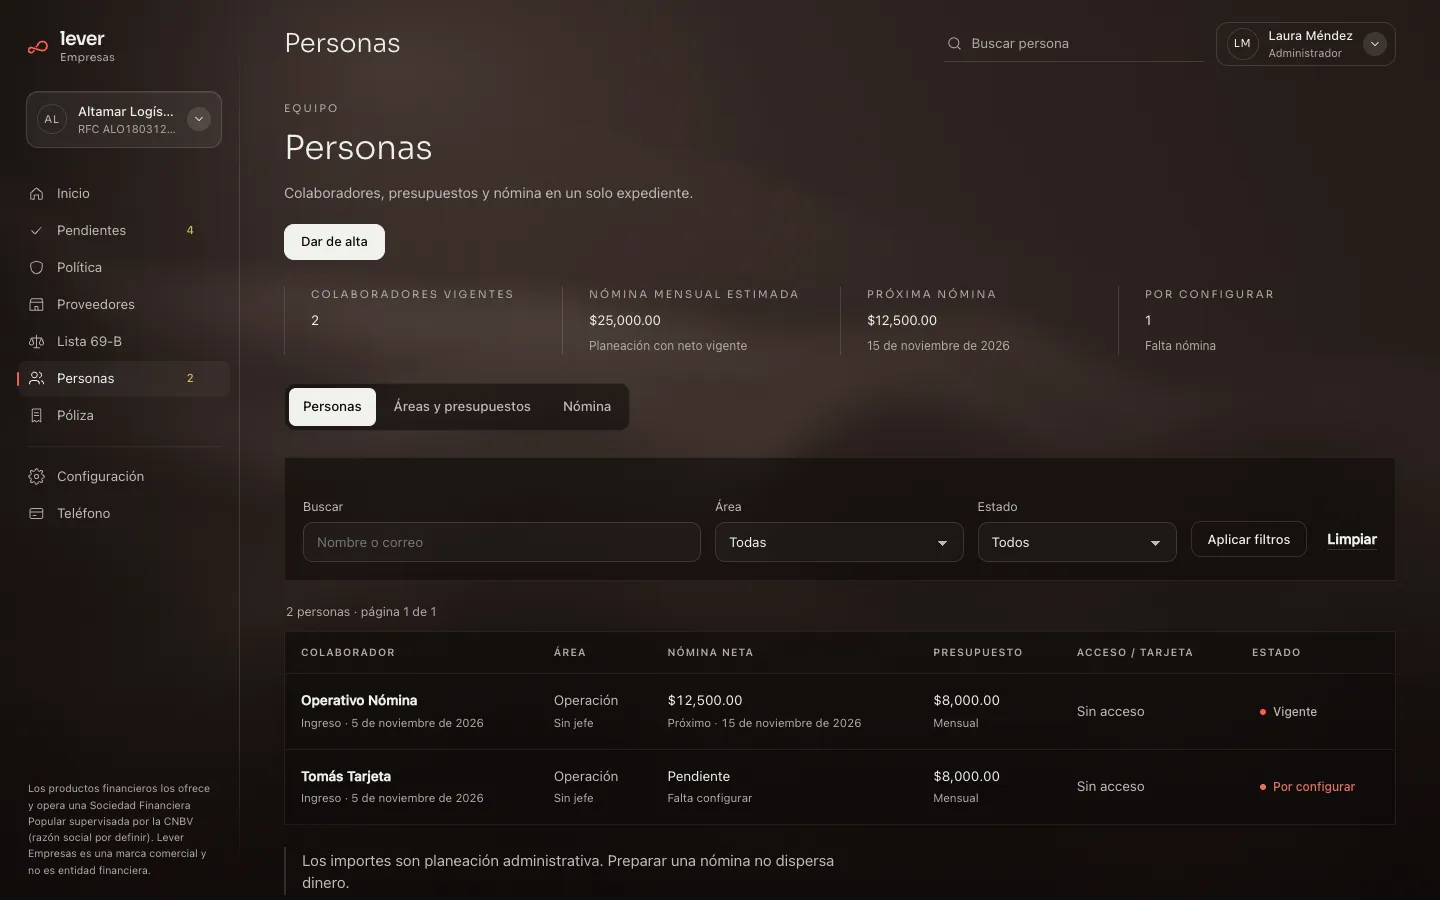 lever
Empresas
AL
Altamar Logís...
RFC ALO180312...
Inicio
Pendientes 4
Política
Proveedores
Lista 69-B
Personas 2
Póliza
Configuración
Teléfono
Los productos financieros los ofrece
y opera una Sociedad Financiera
Popular supervisada por la CNBV
(razón social por definir). Lever
Empresas es una marca comercial y
no es entidad financiera.
Personas
Buscar persona
LM
Laura Méndez
Administrador
EQUIPO
Personas
Colaboradores, presupuestos y nómina en un solo expediente.
Dar de alta
COLABORADORES VIGENTES
2
NÓMINA MENSUAL ESTIMADA
$25,000.00
Planeación con neto vigente
PRÓXIMA NÓMINA
$12,500.00
15 de noviembre de 2026
POR CONFIGURAR
1
Falta nómina
Personas Áreas y presupuestos Nómina
Buscar Área Estado
Nombre o correo Todas Todos Aplicar filtros Limpiar
2 personas · página 1 de 1
COLABORADOR ÁREA NÓMINA NETA PRESUPUESTO ACCESO / TARJETA ESTADO
Operativo Nómina Operación $12,500.00 $8,000.00 Sin acceso Vigente
Ingreso · 5 de noviembre de 2026 Sin jefe Próximo · 15 de noviembre de 2026 Mensual
Tomás Tarjeta Operación Pendiente $8,000.00 Sin acceso Por configurar
Ingreso · 5 de noviembre de 2026 Sin jefe Falta configurar Mensual
Los importes son planeación administrativa. Preparar una nómina no dispersa
dinero.